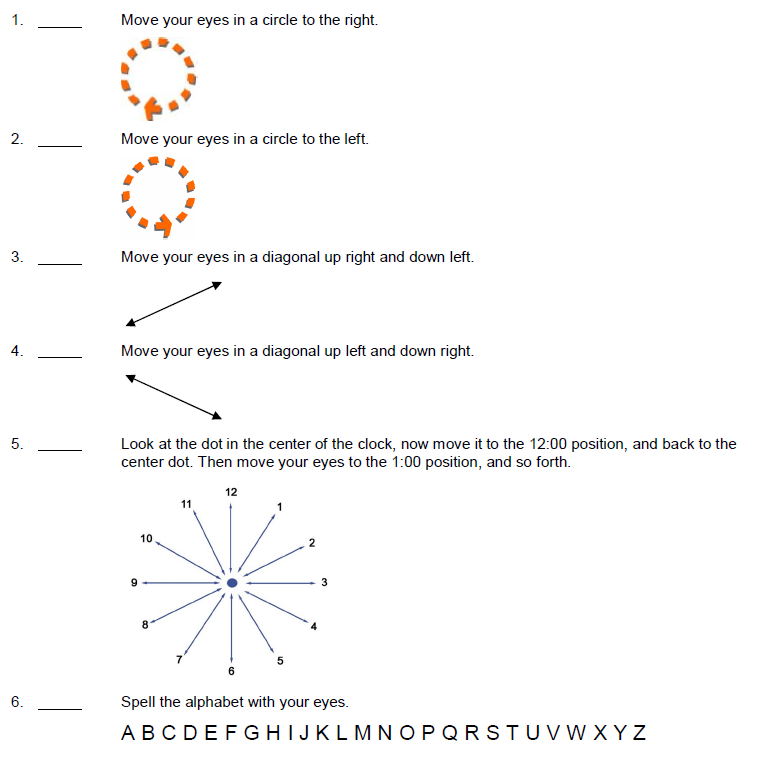 1. _____ Move your eyes in a circle to the right.
2. _____ Move your eyes in a circle to the left.
3. _____ Move your eyes in a diagonal up right and down left.
4. _____ Move your eyes in a diagonal up left and down right.
5. _____ Look at the dot in the center of the clock, now move it to the 12:00 position, and back to the
center dot. Then move your eyes to the 1:00 position, and so forth.
12
11 1
10 2
9 3
8 4
7 5
6
6. _____ Spell the alphabet with your eyes.
A B C D E F G H I J K L M N O P Q R S T U V W X Y Z